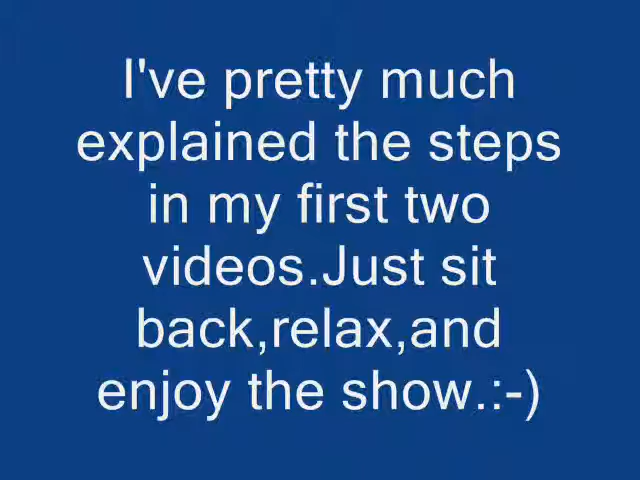 I've pretty much
explained the steps
in my first two
videos.Just sit
back,relax,and
enjoy the show.:-)